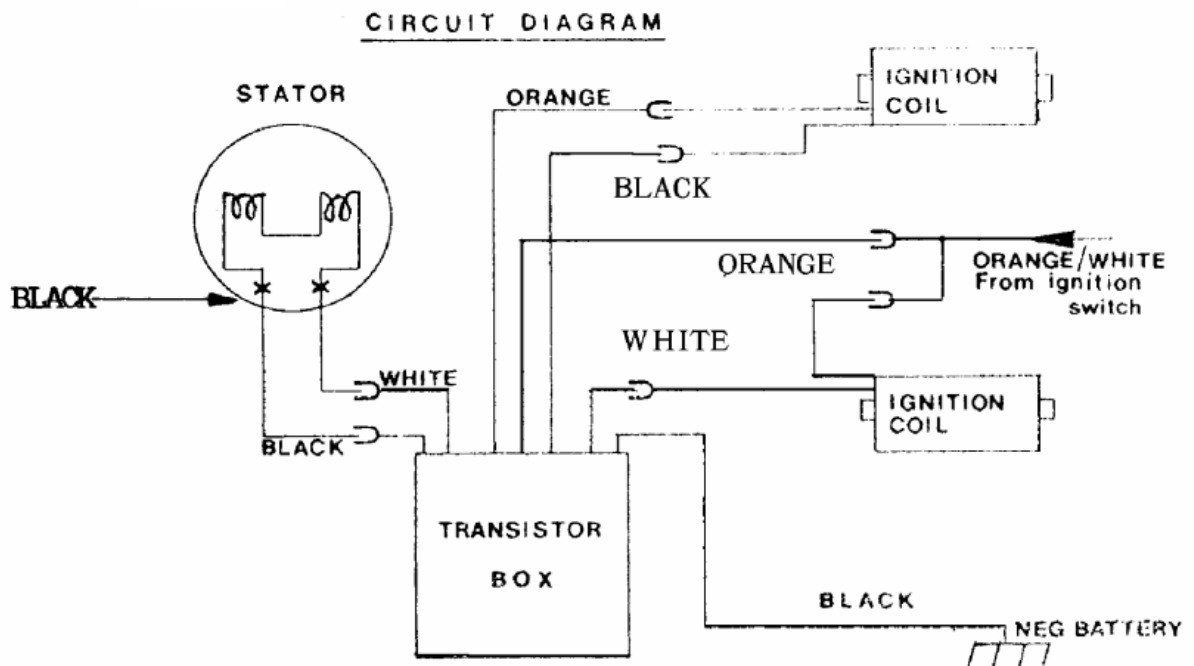 CIRCUIT DIAGRAM
STATOR
ORANGE
IGNITION
COIL
BLACK
ORANGE
ORANGE/WHITE
From ignition
switch
BLACK
WHITE
WHITE
IGNITION
COIL
BLACK
TRANSISTOR
BOX
BLACK
NEG BATTERY